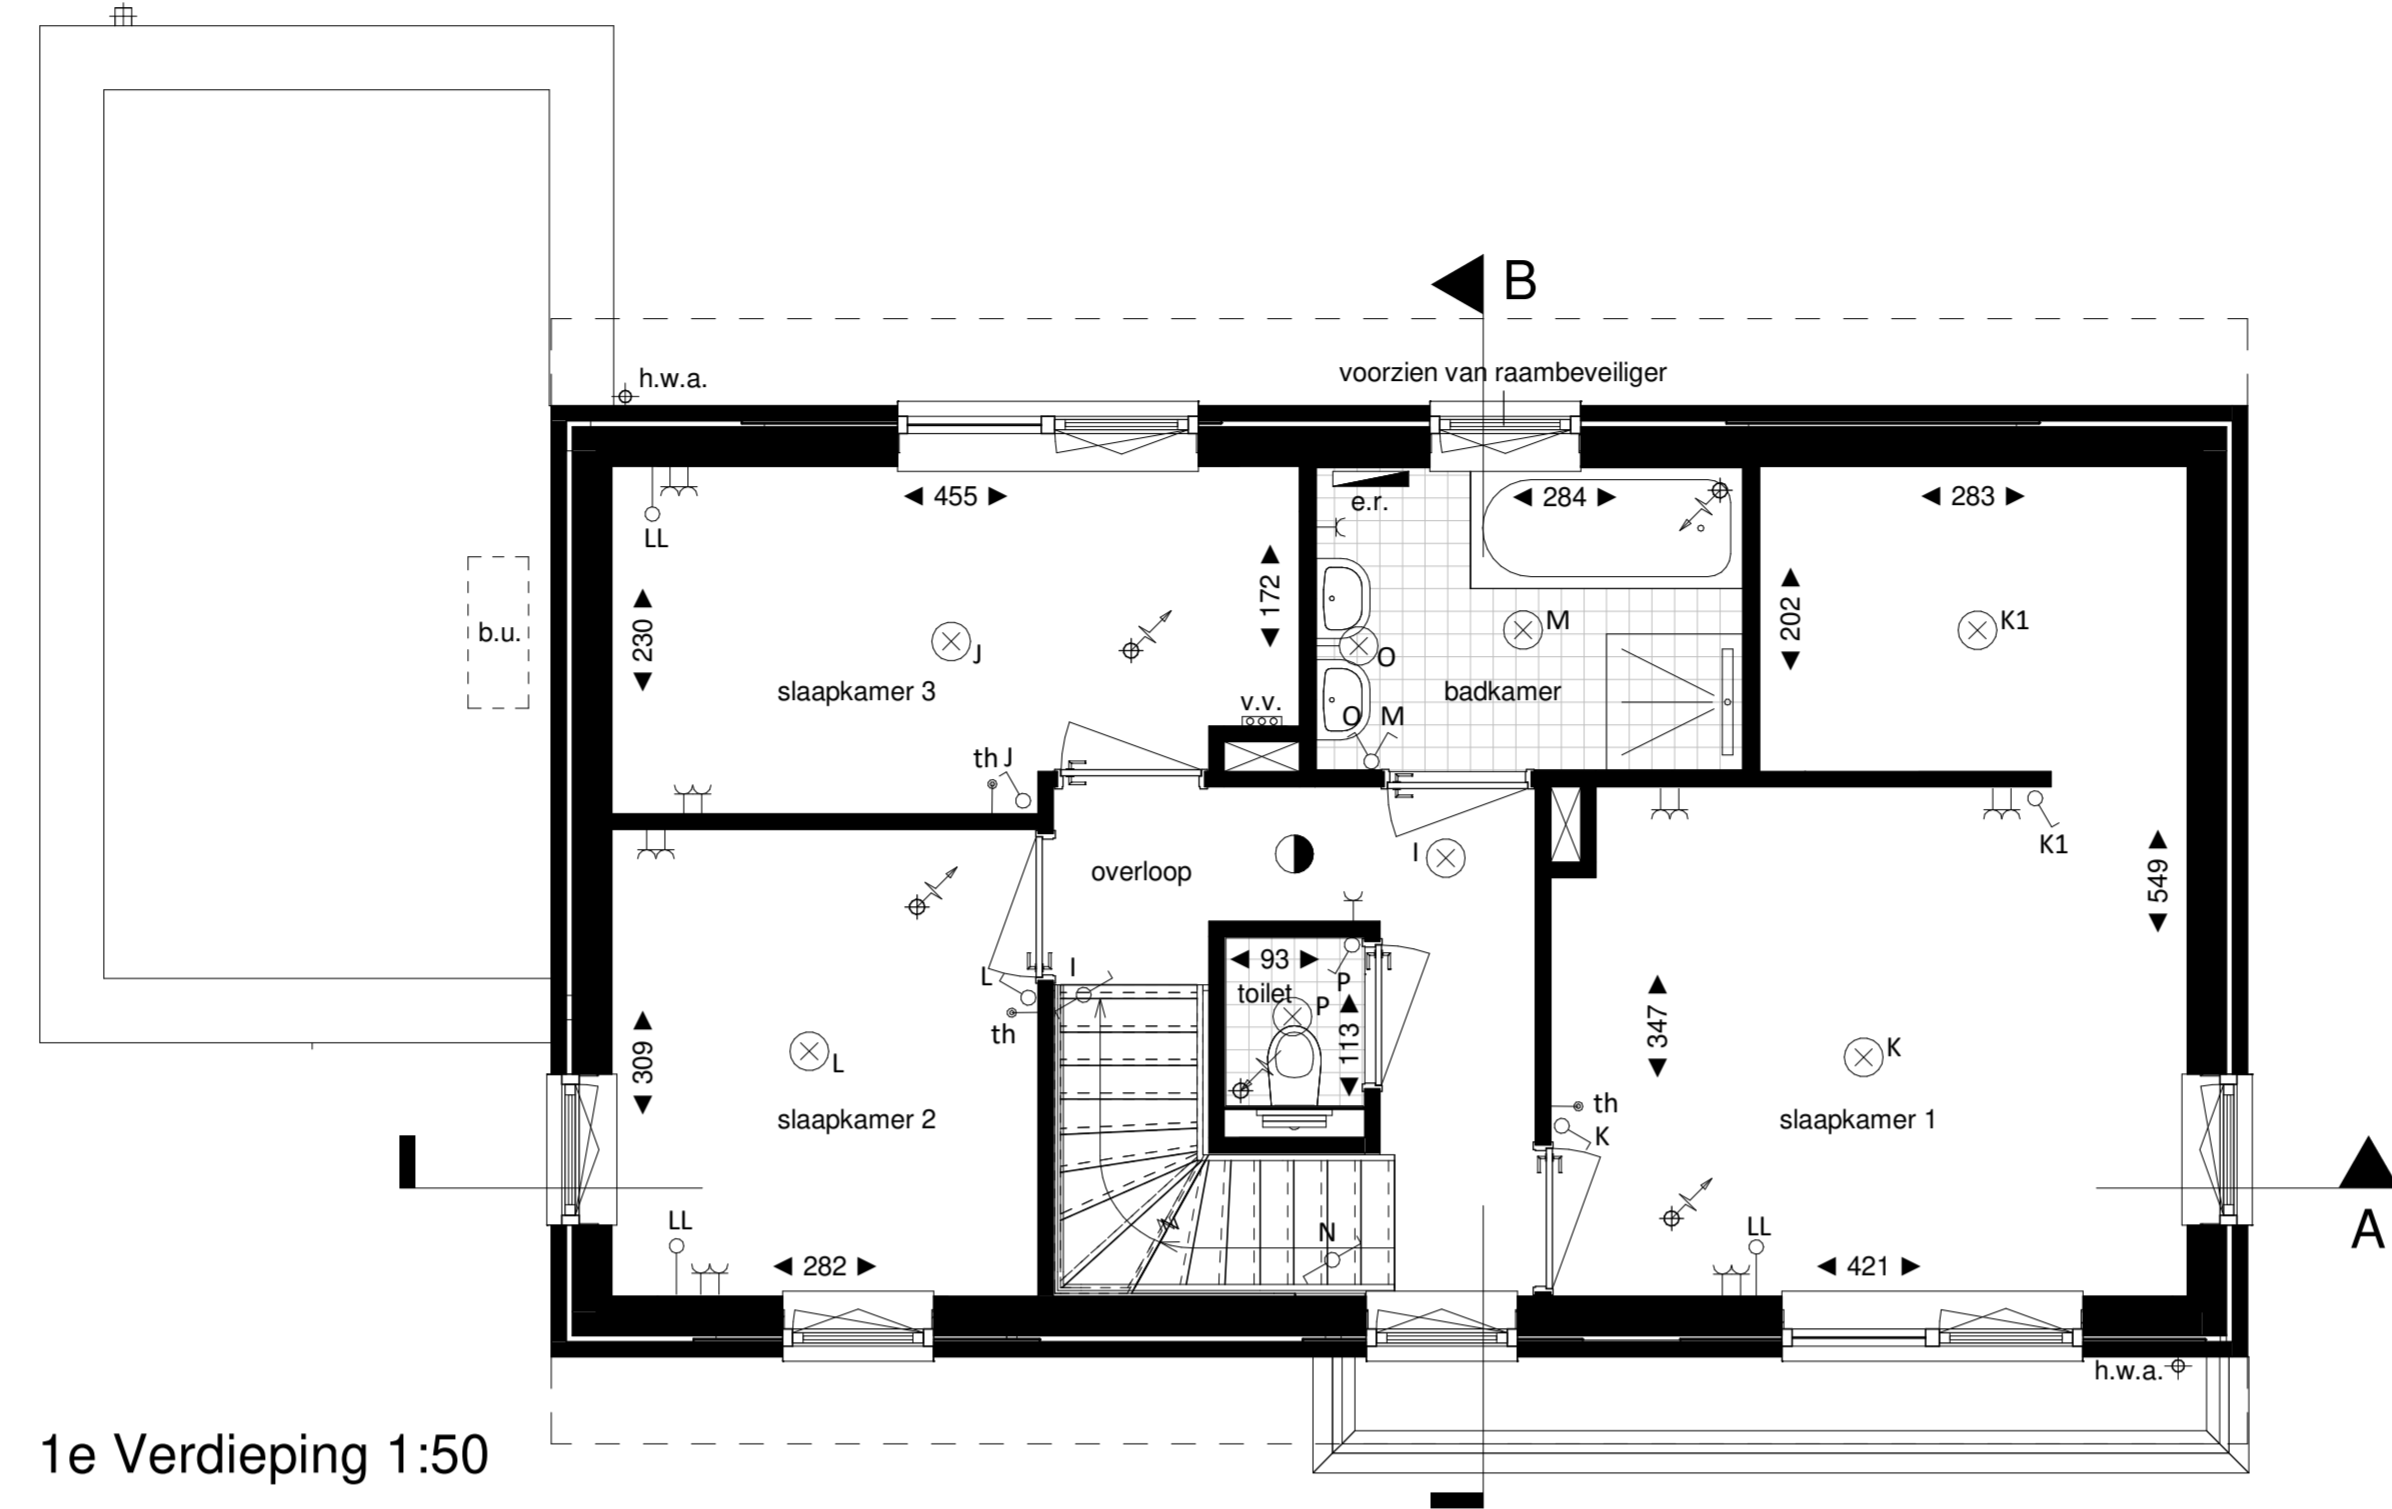 B
h.w.a.
voorzien van raambeveiliger
◄ 455 ►
e.r.
◄ 284 ►
◄ 283 ►
LL
◄ 172 ►
◄ 230 ►
◄ 202 ►
b.u.
J
M
K1
O
slaapkamer 3
v.v.
badkamer
O M
th J
K1
I
overloop
◄ 549 ►
◄ 93 ►
L
I
P
toilet
P
◄ 113 ►
th
◄ 347 ►
◄ 309 ►
L
K
slaapkamer 2
th
K
slaapkamer 1
LL
N
N
LL
A
◄ 282 ►
◄ 421 ►
h.w.a.
1e Verdieping 1:50